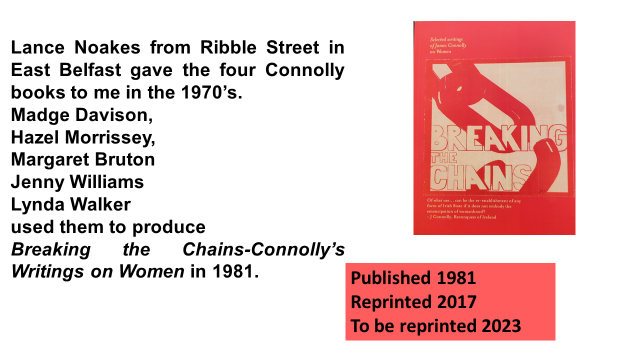 Lance Noakes from Ribble Street in
East Belfast gave the four Connolly
books to me in the 1970’s.
Madge Davison,
Hazel Morrissey,
Margaret Bruton
Jenny Williams
Lynda Walker
used them to produce
Breaking the Chains-Connolly’s
Writings on Women in 1981.
Selected writings
of James Connolly
on Women
BREAKING
THE
CHAINS
Of what use... can be the re-establishment of any
form of Irish State if it does not embody the
emancipation of womanhood?
- J Connolly, Reconquest of Ireland
Published 1981
Reprinted 2017
To be reprinted 2023